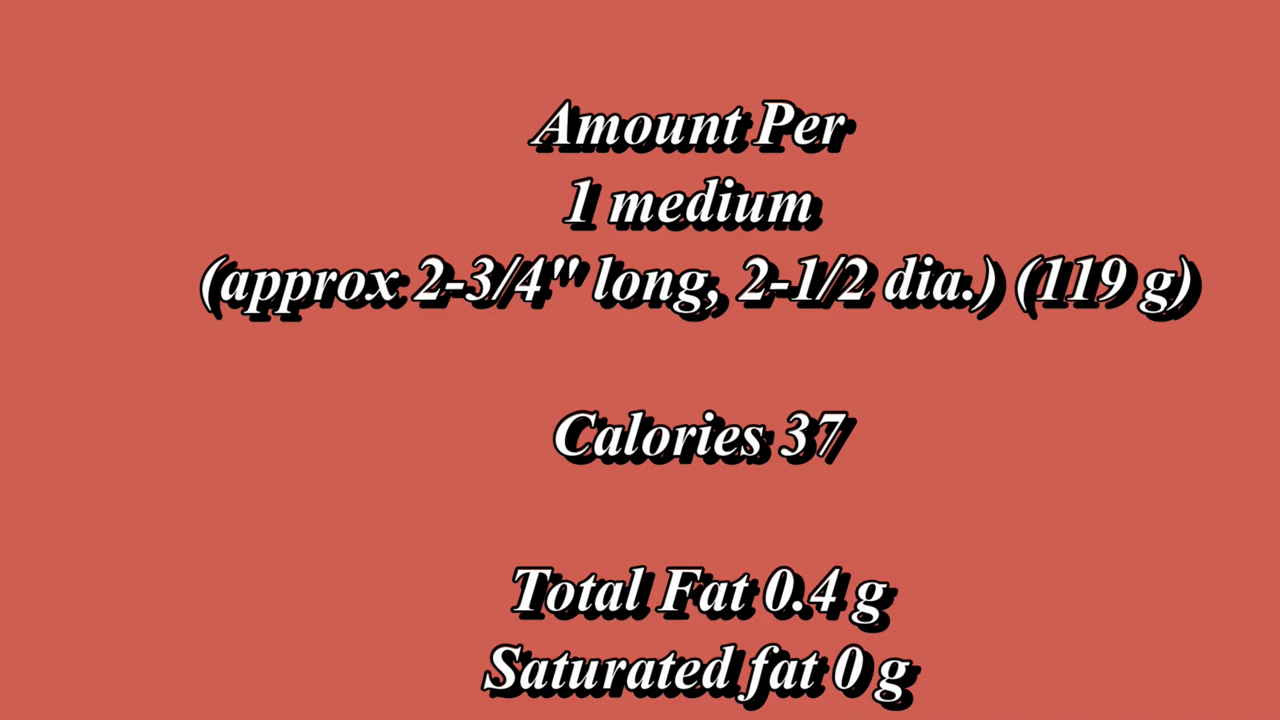 Amount Per
1 medium
(approx 2-3/4" long, 2-1/2 dia.) (119 g)
Calories 37
Total Fat 0.4 g
Saturated fat 0 g